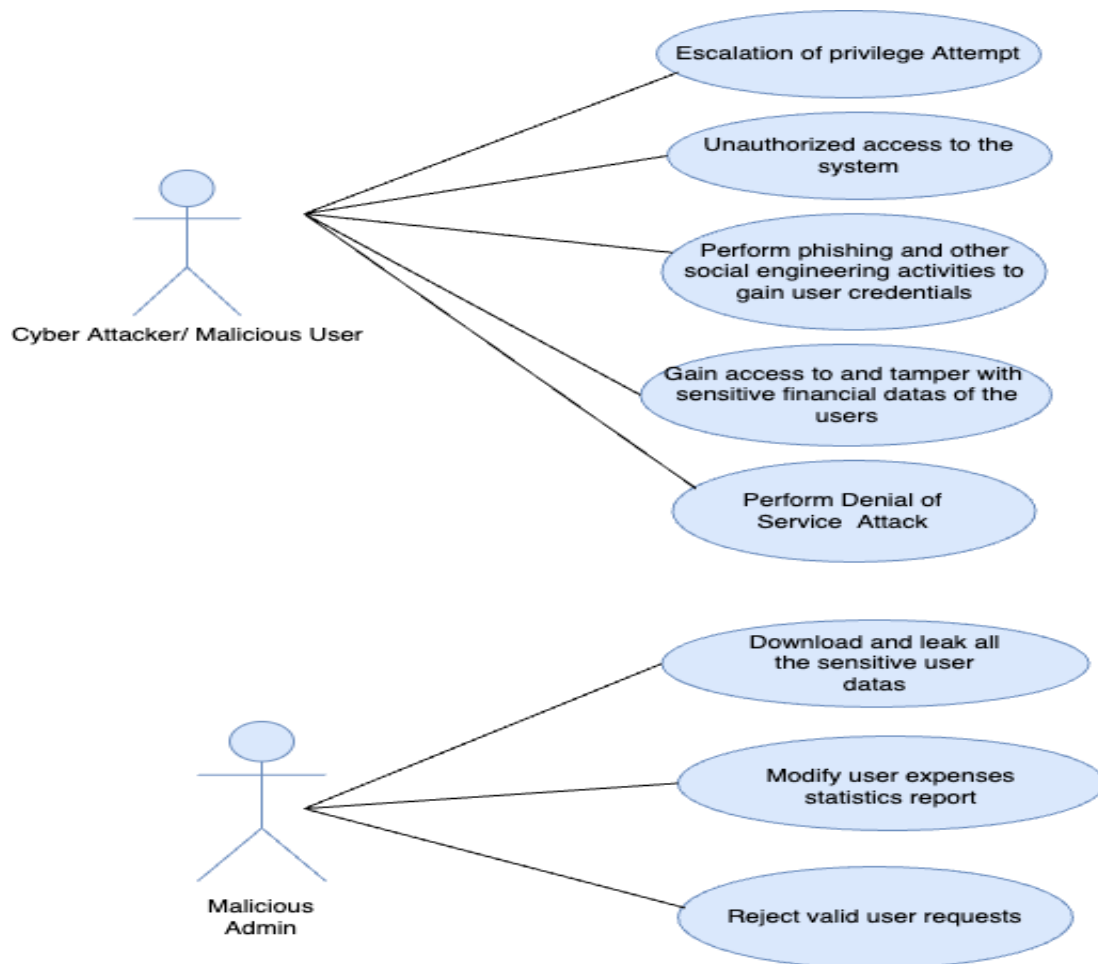 Escalation of privilege Attempt
Unauthorized access to the
system
Perform phishing and other
social engineering activities to
gain user credentials
Cyber Attacker/ Malicious User
Gain access to and tamper with
sensitive financial datas of the
users
Perform Denial of
Service Attack
Download and leak all
the sensitive user
datas
Modify user expenses
statistics report
Malicious
Admin
Reject valid user requests